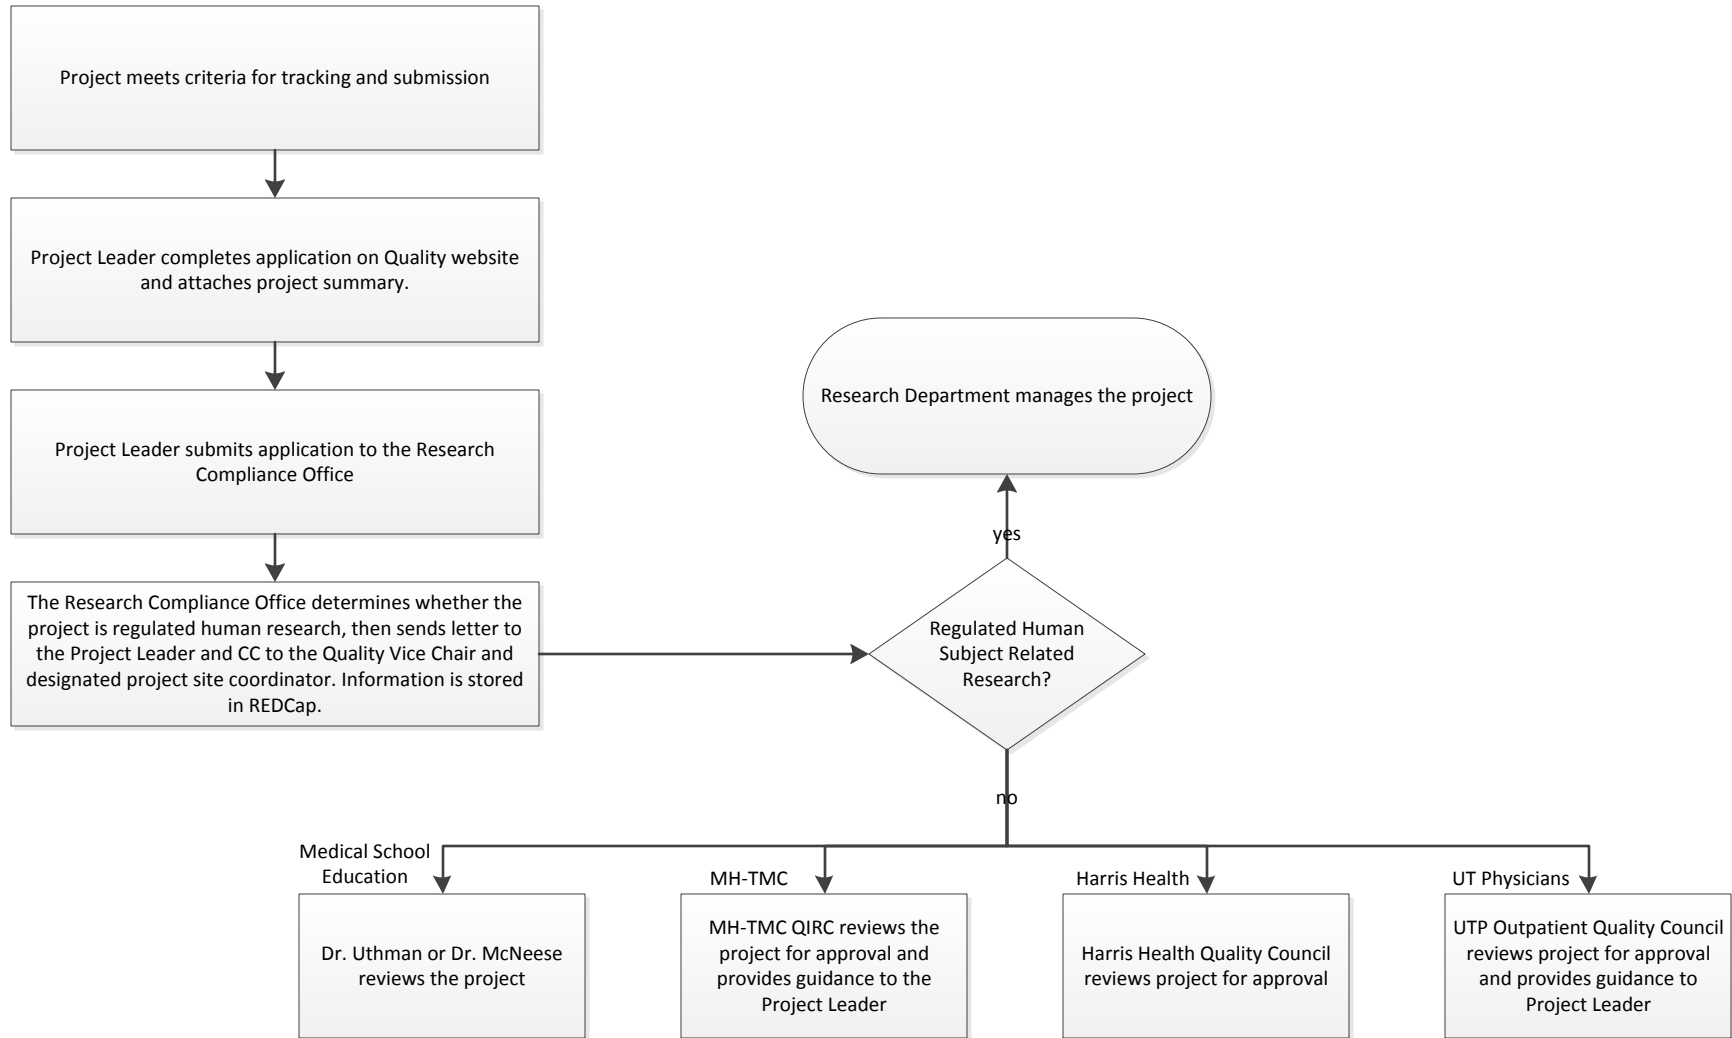 Project meets criteria for tracking and submission
Project Leader completes application on Quality website
and attaches project summary.
Project Leader submits application to the Research
Compliance Office
The Research Compliance Office determines whether the
project is regulated human research, then sends letter to
the Project Leader and CC to the Quality Vice Chair and
designated project site coordinator. Information is stored
in REDCap.
Research Department manages the project
yes
Regulated Human
Subject Related
Research?
no
Medical School
Education
Dr. Uthman or Dr. McNeese
reviews the project
MH-TMC
MH-TMC QIRC reviews the
project for approval and
provides guidance to the
Project Leader
Harris Health
Harris Health Quality Council
reviews project for approval
UT Physicians
UTP Outpatient Quality Council
reviews project for approval
and provides guidance to
Project Leader